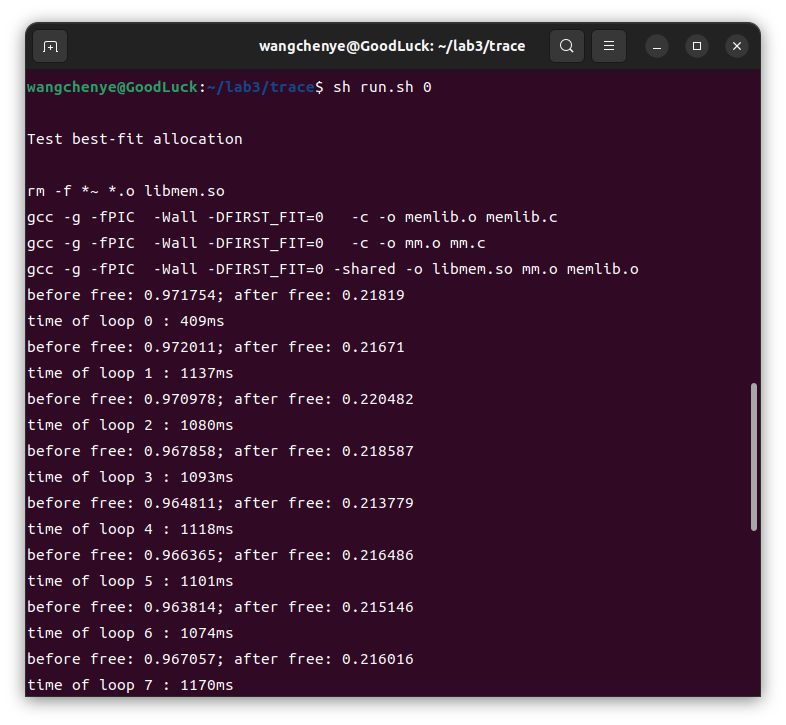 wangchenye@GoodLuck: ~/lab3/trace
wangchenye@GoodLuck:~/lab3/trace$ sh run.sh 0
Test best-fit allocation
rm -f *~ *.o libmem.so
gcc -g -fPIC  -Wall -DFIRST_FIT=0   -c -o memlib.o memlib.c
gcc -g -fPIC  -Wall -DFIRST_FIT=0   -c -o mm.o mm.c
gcc -g -fPIC  -Wall -DFIRST_FIT=0 -shared -o libmem.so mm.o memlib.o
before free: 0.971754; after free: 0.21819
time of loop 0 : 409ms
before free: 0.972011; after free: 0.21671
time of loop 1 : 1137ms
before free: 0.970978; after free: 0.220482
time of loop 2 : 1080ms
before free: 0.967858; after free: 0.218587
time of loop 3 : 1093ms
before free: 0.964811; after free: 0.213779
time of loop 4 : 1118ms
before free: 0.966365; after free: 0.216486
time of loop 5 : 1101ms
before free: 0.963814; after free: 0.215146
time of loop 6 : 1074ms
before free: 0.967057; after free: 0.216016
time of loop 7 : 1170ms